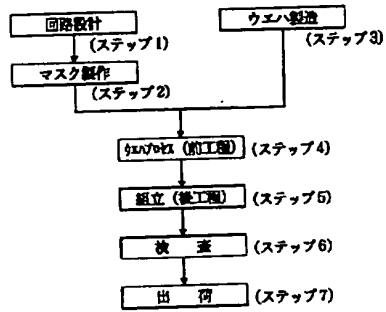 回路設計
(ステップ1)
マスク製作
(ステップ2)
ウエハ製造
(ステップ3)
ウエハプロセス (前工程)
(ステップ4)
組立 (後工程)
(ステップ5)
検 査
(ステップ6)
出 荷
(ステップ7)